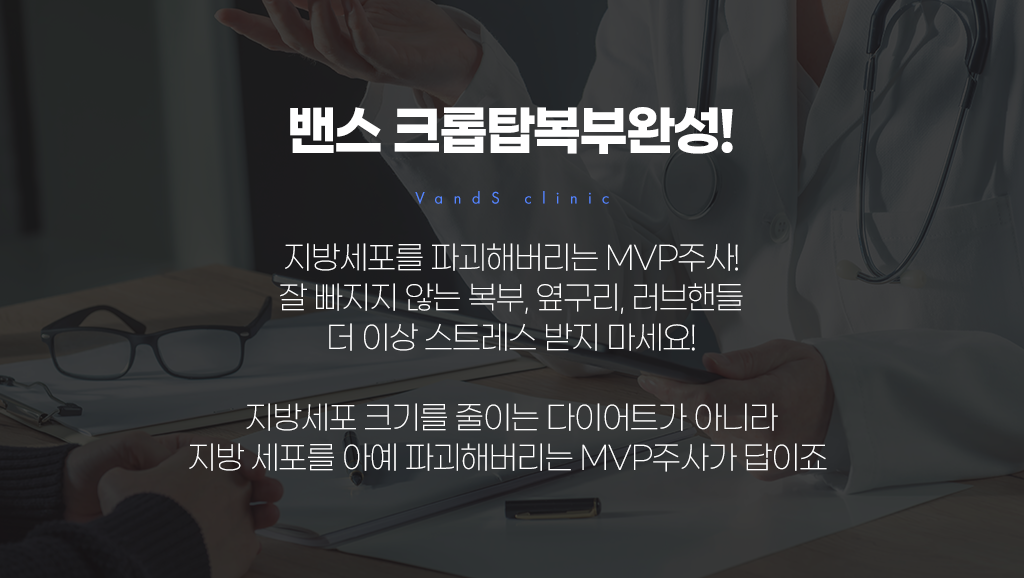 밴스 크롭탑복부완성!
VandS clinic
지방세포를 파괴해버리는 MVP주사!
잘 빠지지 않는 복부, 옆구리, 러브핸들
더 이상 스트레스 받지 마세요!
지방세포 크기를 줄이는 다이어트가 아니라
지방 세포를 아예 파괴해버리는 MVP주사가 답이죠